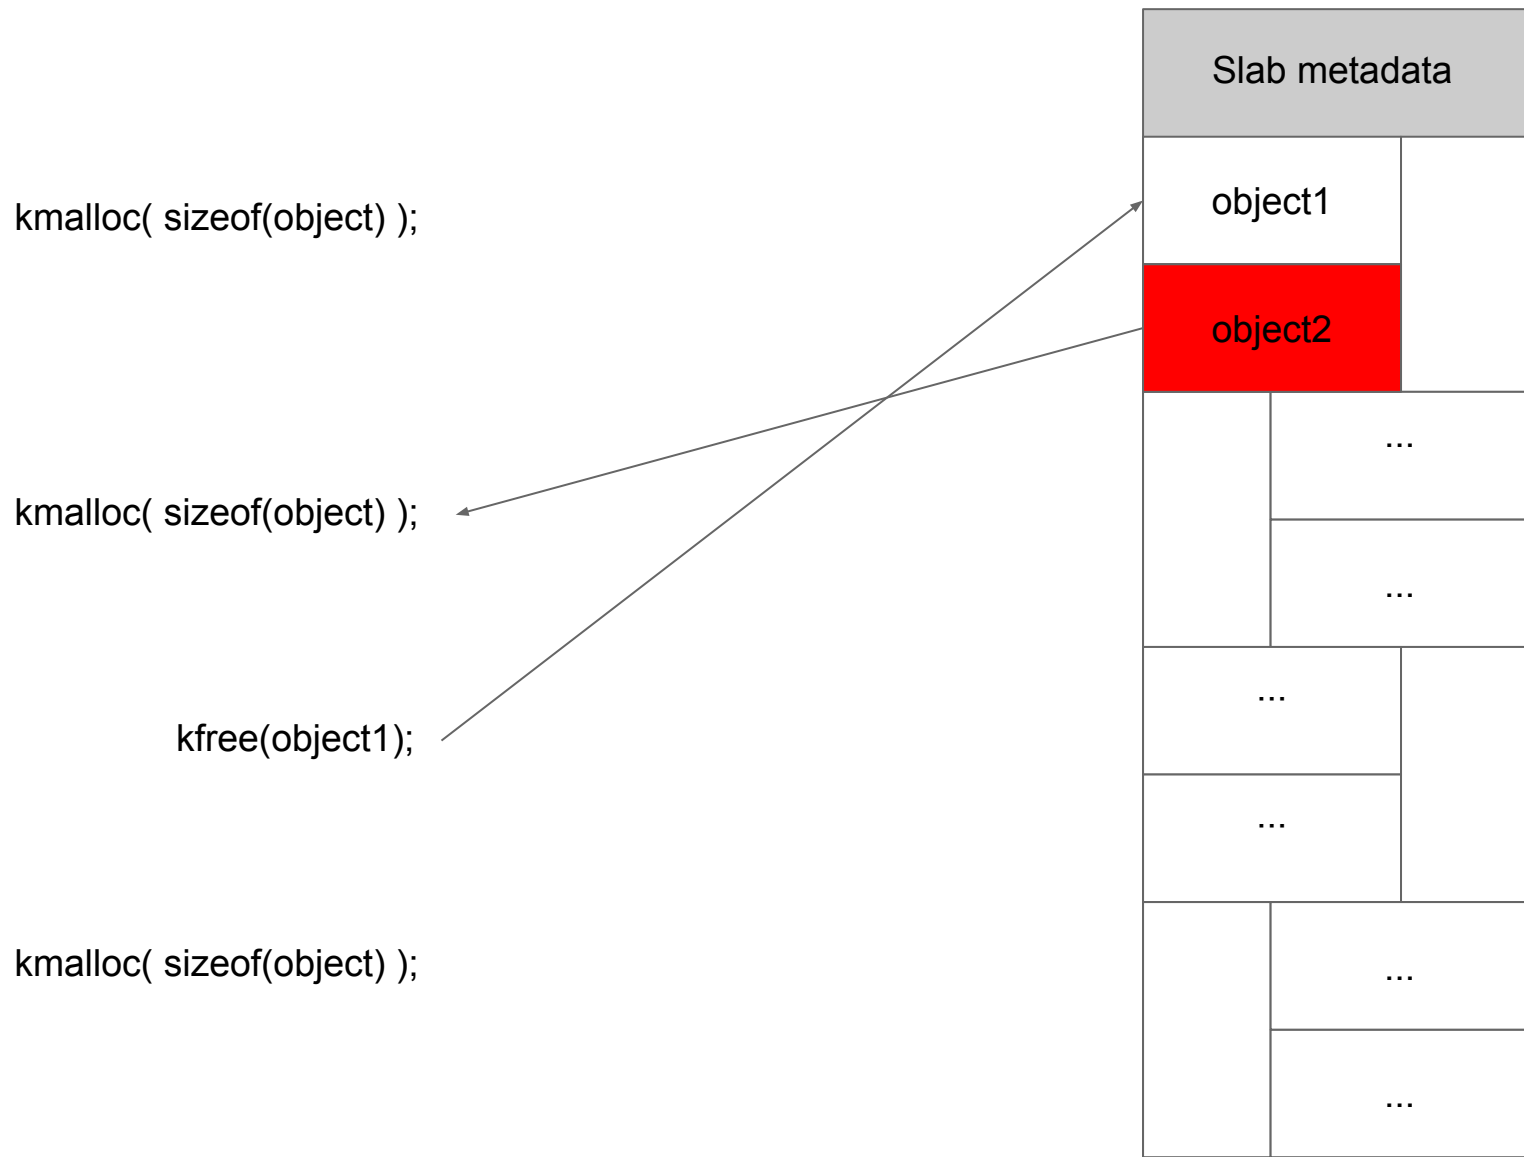 Slab metadata
object1
kmalloc( sizeof(object) );
object2
...
kmalloc( sizeof(object) );
...
...
kfree(object1);
...
kmalloc( sizeof(object) );
...
...